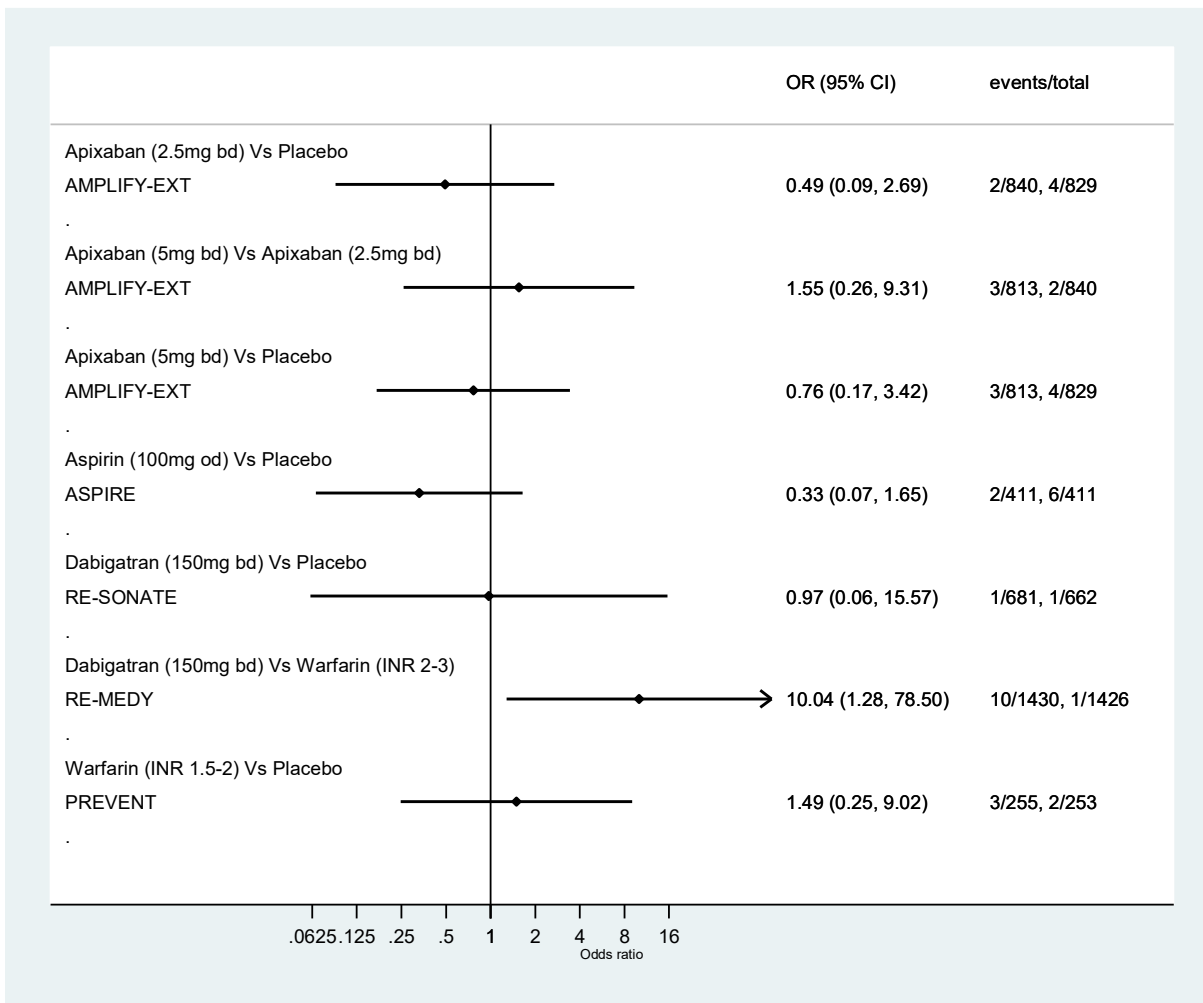 OR (95% CI) events/total
Apixaban (2.5mg bd) Vs Placebo
AMPLIFY-EXT 0.49 (0.09, 2.69) 2/840, 4/829
.
Apixaban (5mg bd) Vs Apixaban (2.5mg bd)
AMPLIFY-EXT 1.55 (0.26, 9.31) 3/813, 2/840
.
Apixaban (5mg bd) Vs Placebo
AMPLIFY-EXT 0.76 (0.17, 3.42) 3/813, 4/829
.
Aspirin (100mg od) Vs Placebo
ASPIRE 0.33 (0.07, 1.65) 2/411, 6/411
.
Dabigatran (150mg bd) Vs Placebo
RE-SONATE 0.97 (0.06, 15.57) 1/681, 1/662
.
Dabigatran (150mg bd) Vs Warfarin (INR 2-3)
RE-MEDY 10.04 (1.28, 78.50) 10/1430, 1/1426
.
Warfarin (INR 1.5-2) Vs Placebo
PREVENT 1.49 (0.25, 9.02) 3/255, 2/253
.
.0625 .125 .25 .5 1 2 4 8 16
Odds ratio